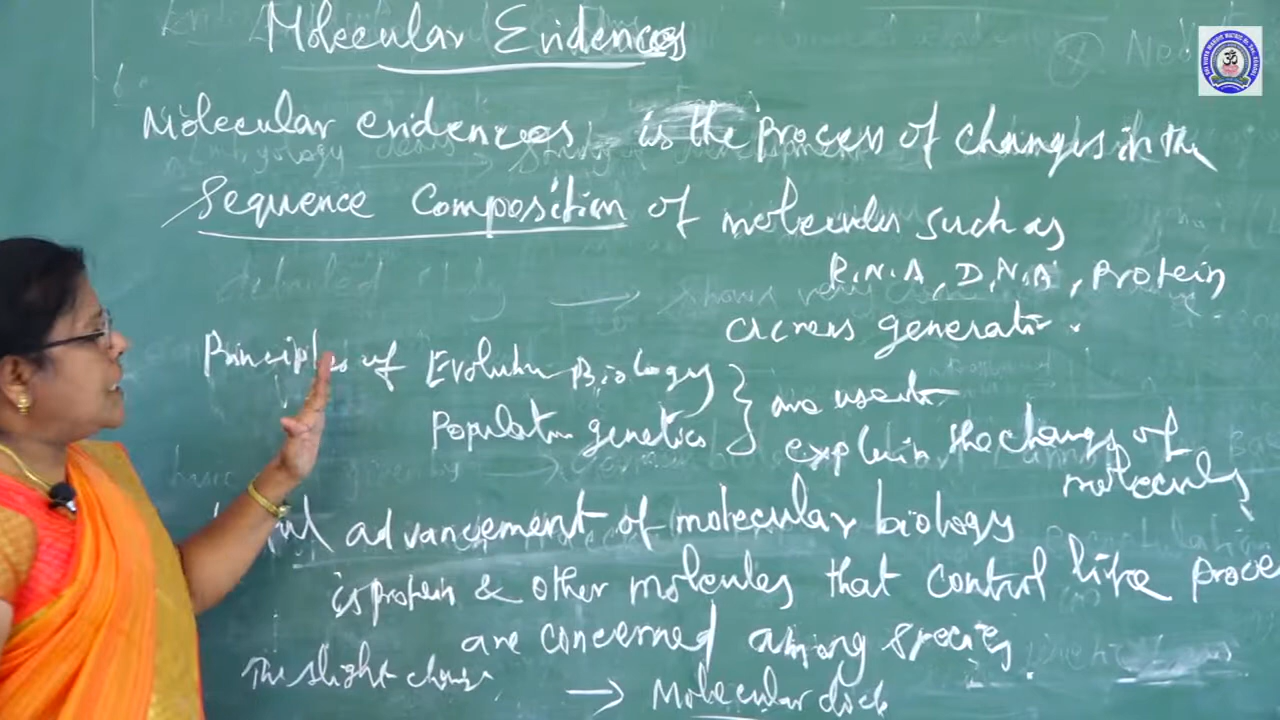 Molecular Evidences
Molecular evidences is the Process of changes in the
Sequence Composition of molecules such as
R.N.A, D.N.A, Protein
across generation.
Principles of Evolution Biology
Population genetics } are used to
explain the change of
molecules
advancement of molecular biology
is protein & other molecules that control life proce
are concerned among species.
The slight change
→ Molecular clock